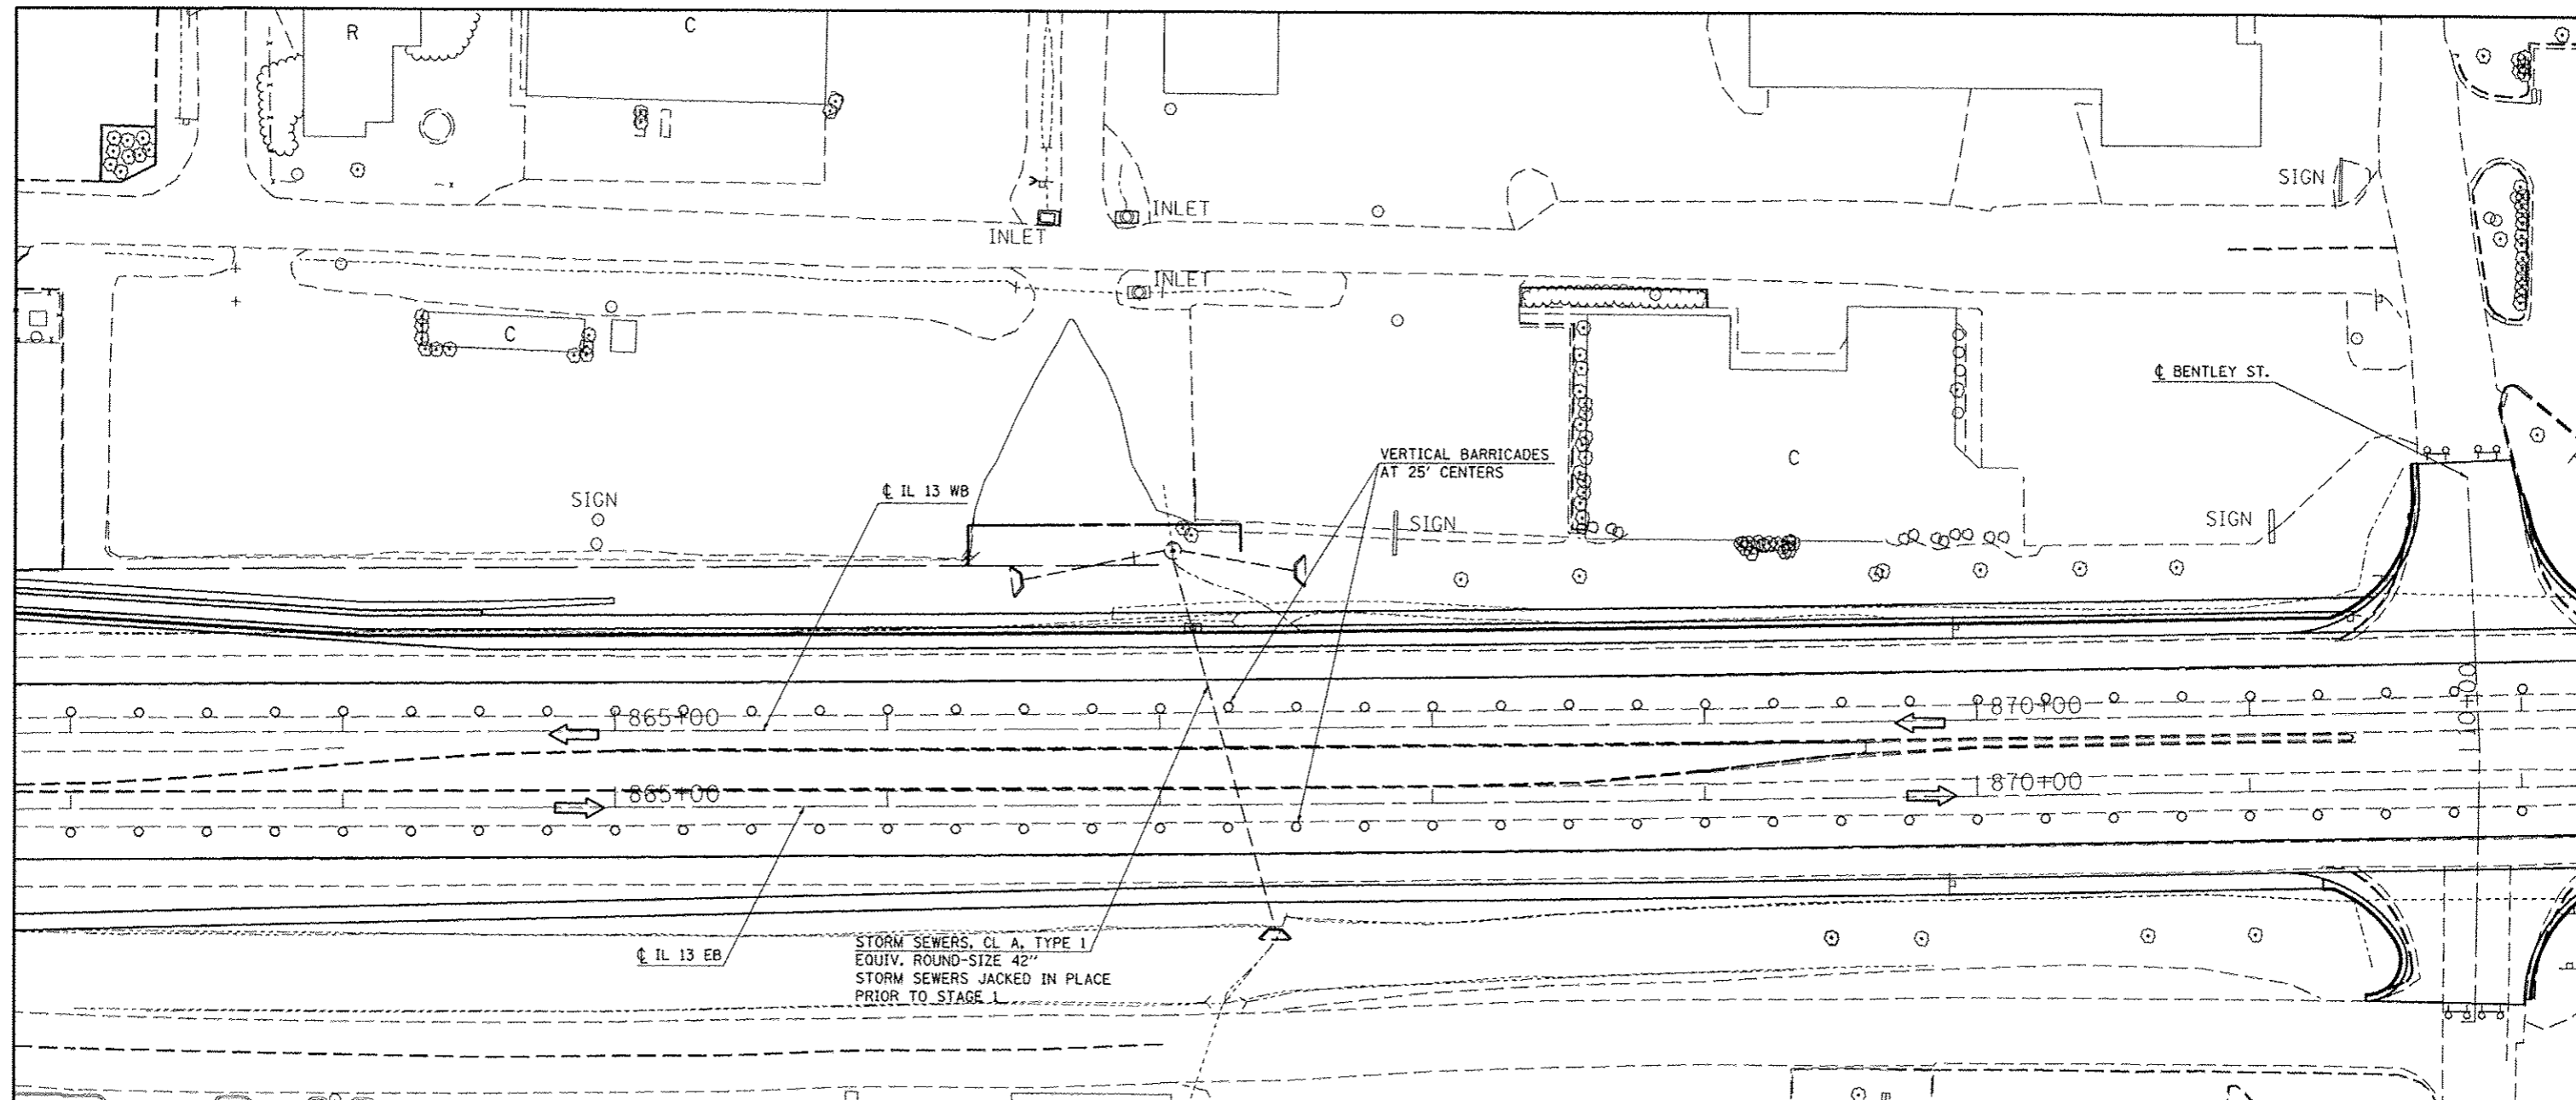 R
C
INLET
INLET
SIGN
INLET
C
℄ BENTLEY ST.
VERTICAL BARRICADES
AT 25' CENTERS
C
℄ IL 13 WB
SIGN
SIGN
SIGN
865+00
870+00
10+00
865+00
870+00
℄ IL 13 EB
STORM SEWERS, CL A, TYPE 1
EQUIV. ROUND-SIZE 42"
STORM SEWERS JACKED IN PLACE
PRIOR TO STAGE 1